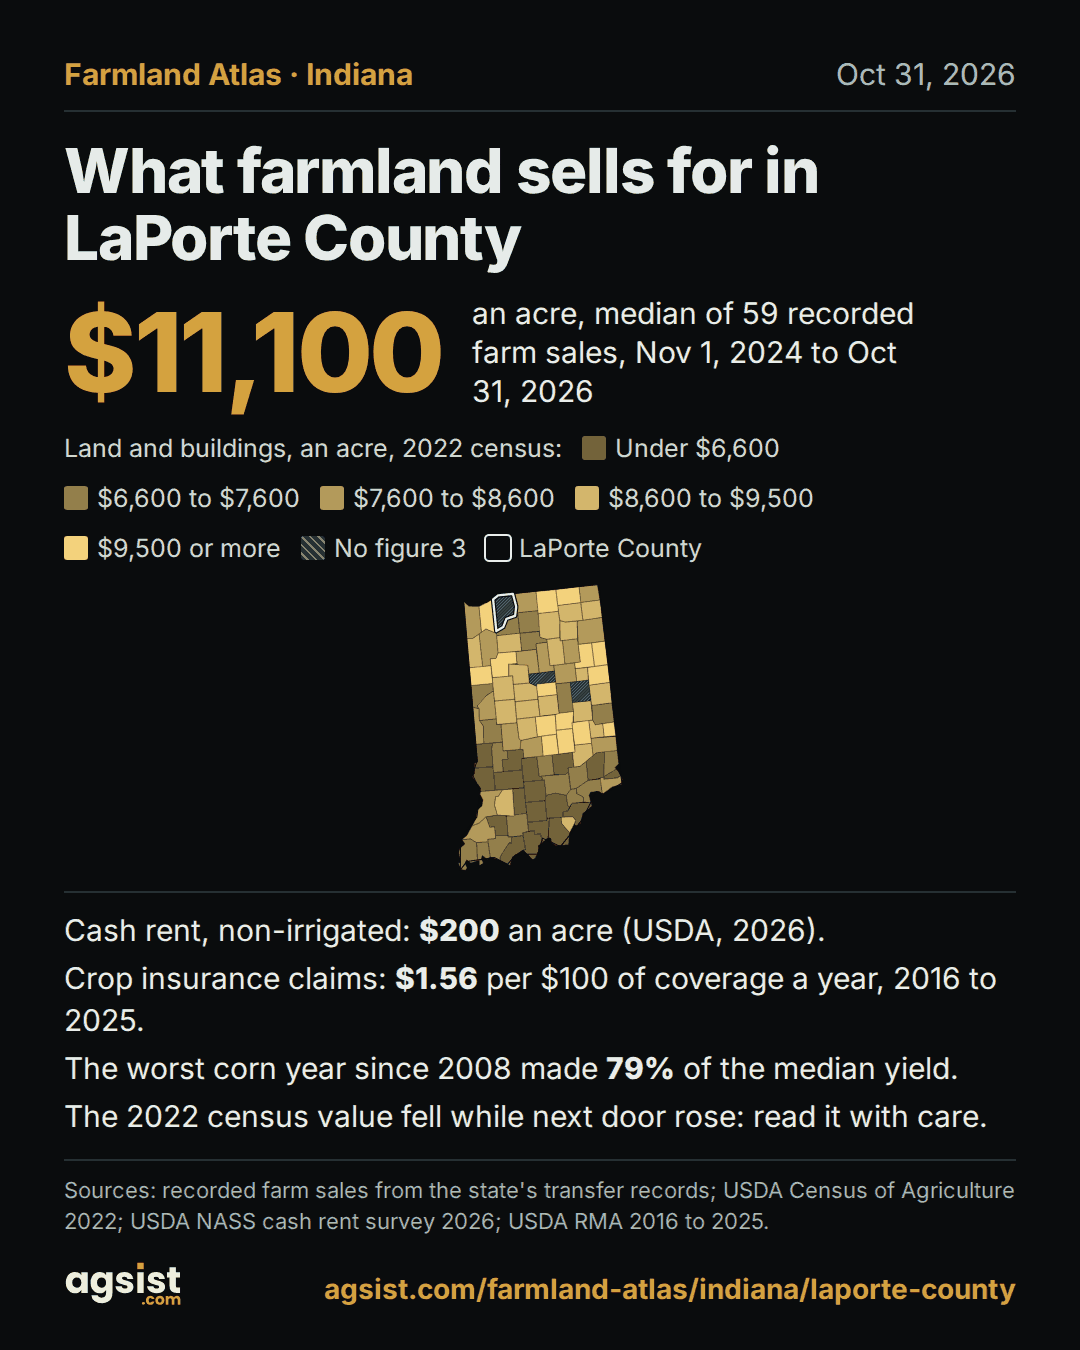 Farmland Atlas · Indiana
Oct 31, 2026
What farmland sells for in
LaPorte County
$11,100
an acre, median of 59 recorded
farm sales, Nov 1, 2024 to Oct
31, 2026
Land and buildings, an acre, 2022 census: Under $6,600
$6,600 to $7,600 $7,600 to $8,600 $8,600 to $9,500
$9,500 or more No figure 3 LaPorte County
Cash rent, non-irrigated: $200 an acre (USDA, 2026).
Crop insurance claims: $1.56 per $100 of coverage a year, 2016 to
2025.
The worst corn year since 2008 made 79% of the median yield.
The 2022 census value fell while next door rose: read it with care.
Sources: recorded farm sales from the state's transfer records; USDA Census of Agriculture
2022; USDA NASS cash rent survey 2026; USDA RMA 2016 to 2025.
agsist
.com
agsist.com/farmland-atlas/indiana/laporte-county